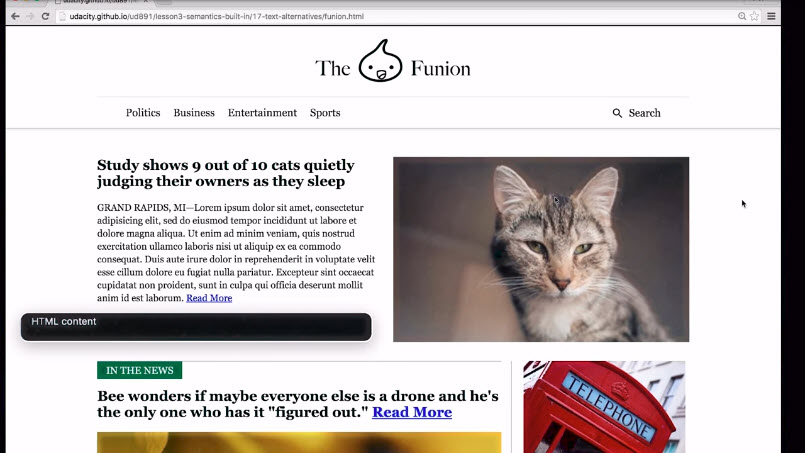 udacity.github.io/ud891/lesson3-semantics-built-in/17-text-alternatives/funion.html
The Funion
Politics Business Entertainment Sports Search
Study shows 9 out of 10 cats quietly
judging their owners as they sleep
GRAND RAPIDS, MI—Lorem ipsum dolor sit amet, consectetur
adipisicing elit, sed do eiusmod tempor incididunt ut labore et
dolore magna aliqua. Ut enim ad minim veniam, quis nostrud
exercitation ullamco laboris nisi ut aliquip ex ea commodo
consequat. Duis aute irure dolor in reprehenderit in voluptate velit
esse cillum dolore eu fugiat nulla pariatur. Excepteur sint occaecat
cupidatat non proident, sunt in culpa qui officia deserunt mollit
anim id est laborum. Read More
HTML content
IN THE NEWS
Bee wonders if maybe everyone else is a drone and he's
the only one who has it "figured out." Read More
TELEPHONE